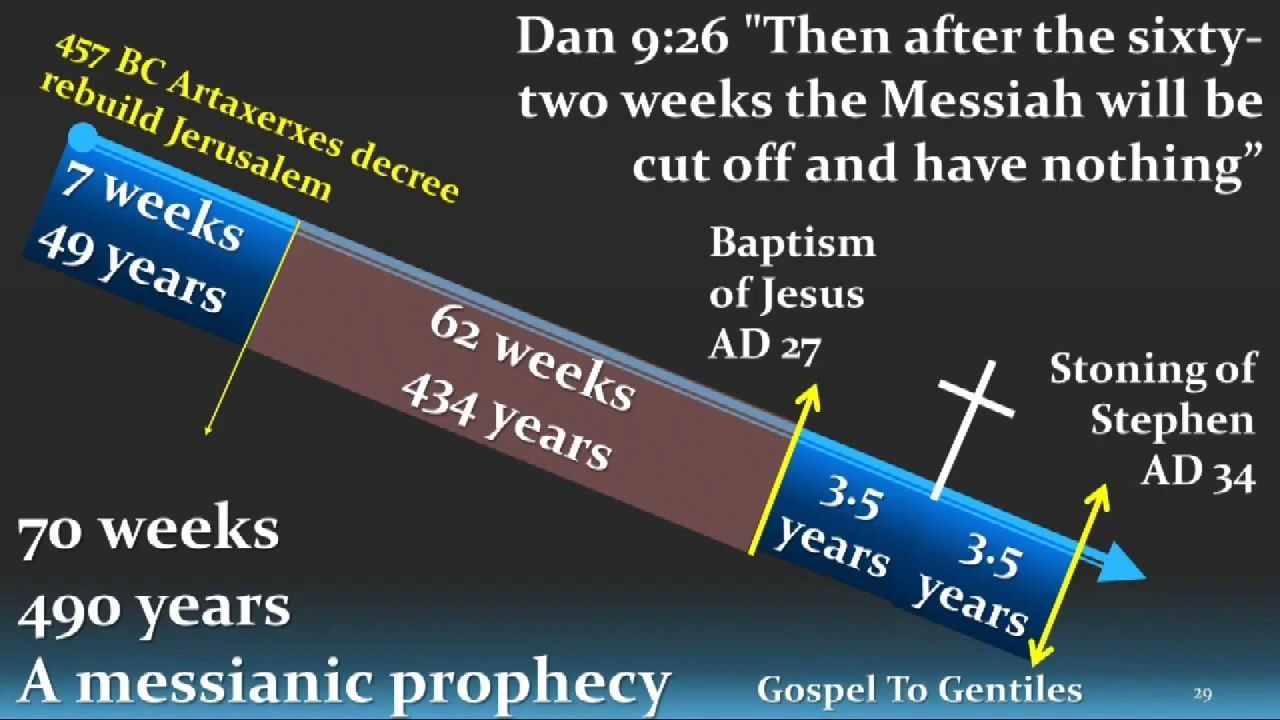 457 BC Artaxerxes decree
rebuild Jerusalem
Dan 9:26 "Then after the sixty-
two weeks the Messiah will be
cut off and have nothing”
7 weeks
49 years
62 weeks
434 years
Baptism
of Jesus
AD 27
Stoning of
Stephen
AD 34
3.5
years
3.5
years
70 weeks
490 years
A messianic prophecy
Gospel To Gentiles
29